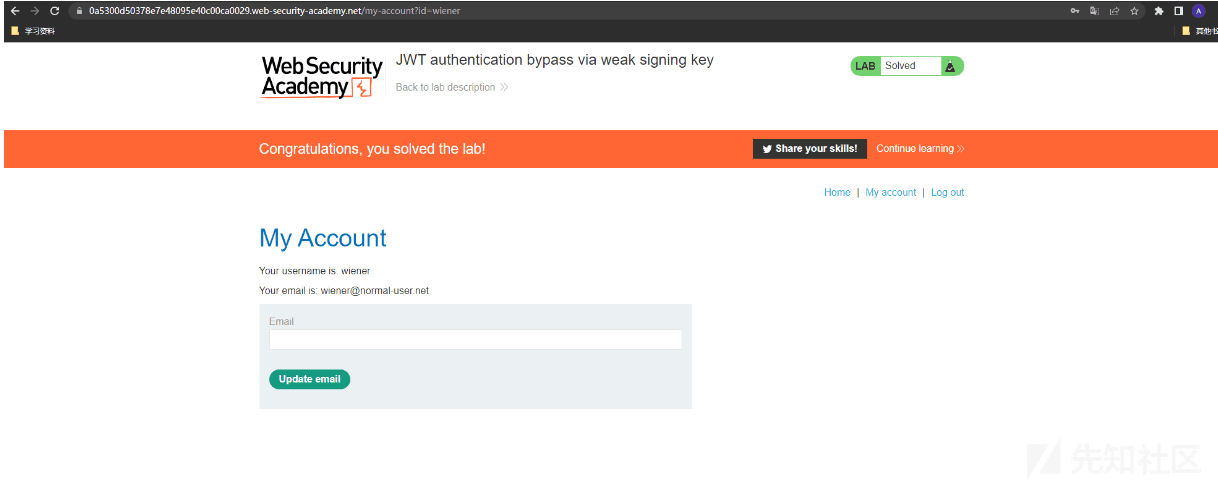 0a5300d50378e7e48095e40c00ca0029.web-security-academy.net/my-account?id=wiener
A
学习资料
其他书
Web Security
Academy
JWT authentication bypass via weak signing key
Back to lab description
LAB Solved
Congratulations, you solved the lab!
Share your skills!
Continue learning
Home | My account | Log out
My Account
Your username is: wiener
Your email is: wiener@normal-user.net
Email
Update email
先知社区